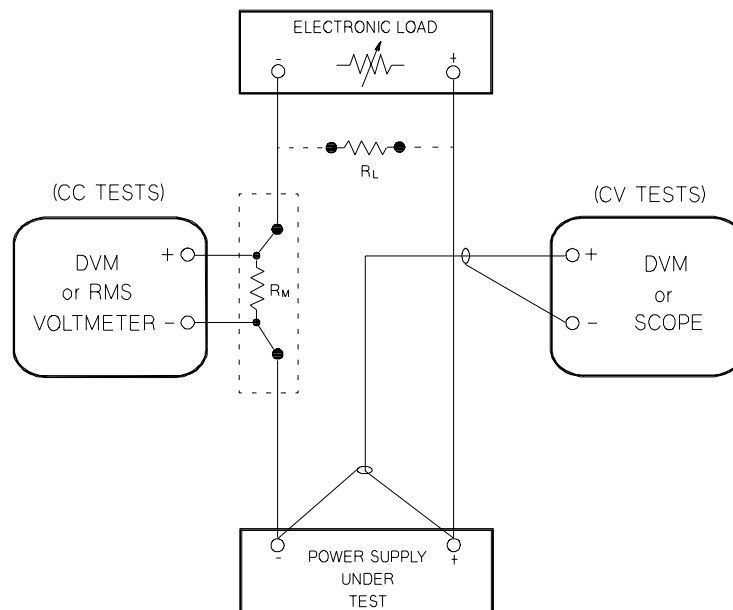 ELECTRONIC LOAD
- +
R_L
(CC TESTS)
(CV TESTS)
+
DVM
or RMS
VOLTMETER -
R_M
+
DVM
or
- SCOPE
- +
POWER SUPPLY
UNDER
TEST